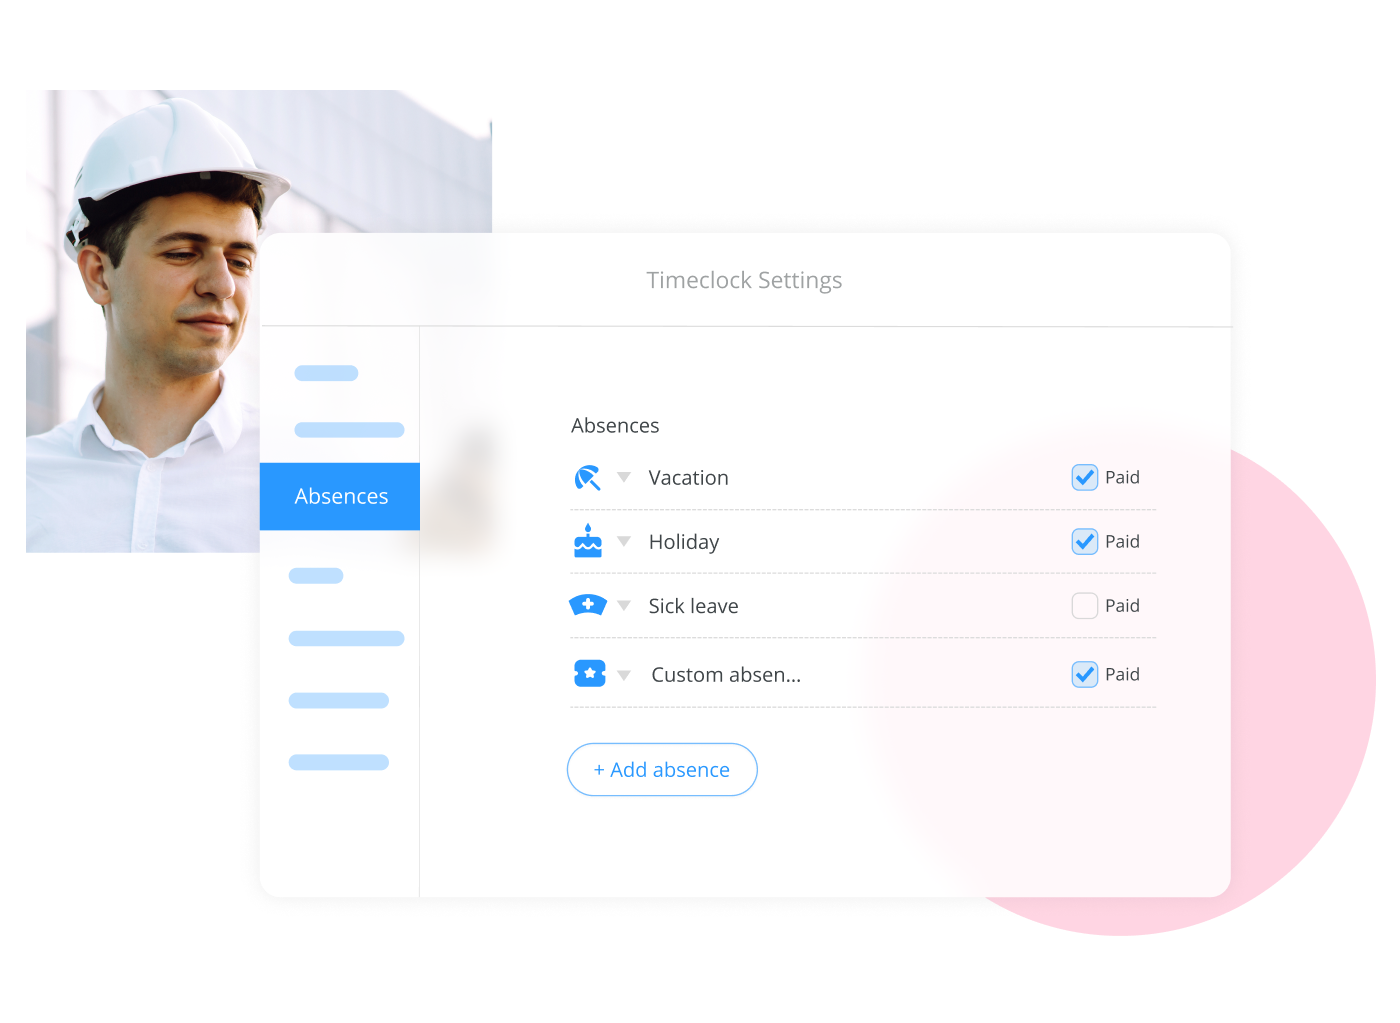 Timeclock Settings
Absences
Absences
Vacation
Paid
Holiday
Paid
Sick leave
Paid
Custom absen...
Paid
+ Add absence